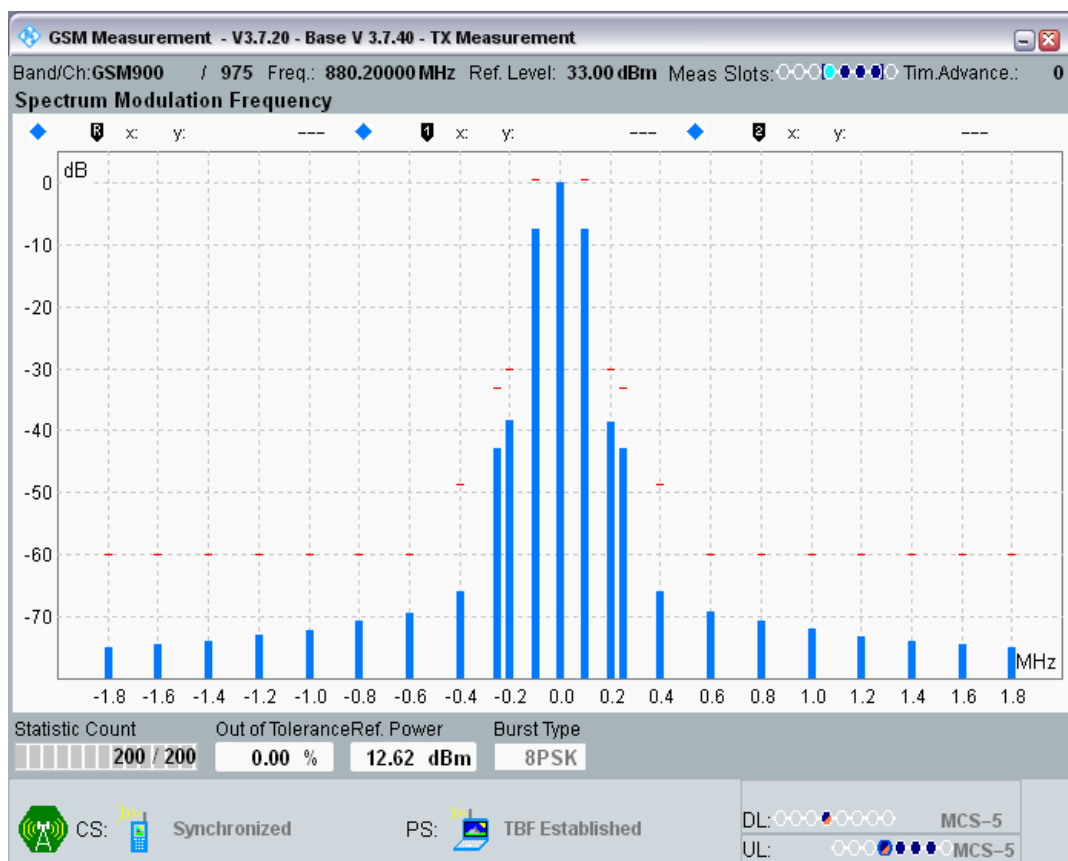 GSM Measurement - V3.7.20 - Base V 3.7.40 - TX Measurement
Band/Ch:GSM900 / 975 Freq.: 880.20000 MHz Ref. Level: 33.00 dBm Meas Slots: Tim.Advance.: 0
Spectrum Modulation Frequency
R x: y: --- 1 x: y: --- 2 x: y: ---
dB
0
-10
-20
-30
-40
-50
-60
-70
MHz
-1.8 -1.6 -1.4 -1.2 -1.0 -0.8 -0.6 -0.4 -0.2 0.0 0.2 0.4 0.6 0.8 1.0 1.2 1.4 1.6 1.8
Statistic Count Out of Tolerance Ref. Power Burst Type
200 / 200 0.00 % 12.62 dBm 8PSK
CS: Synchronized PS: TBF Established
DL: MCS-5
UL: MCS-5